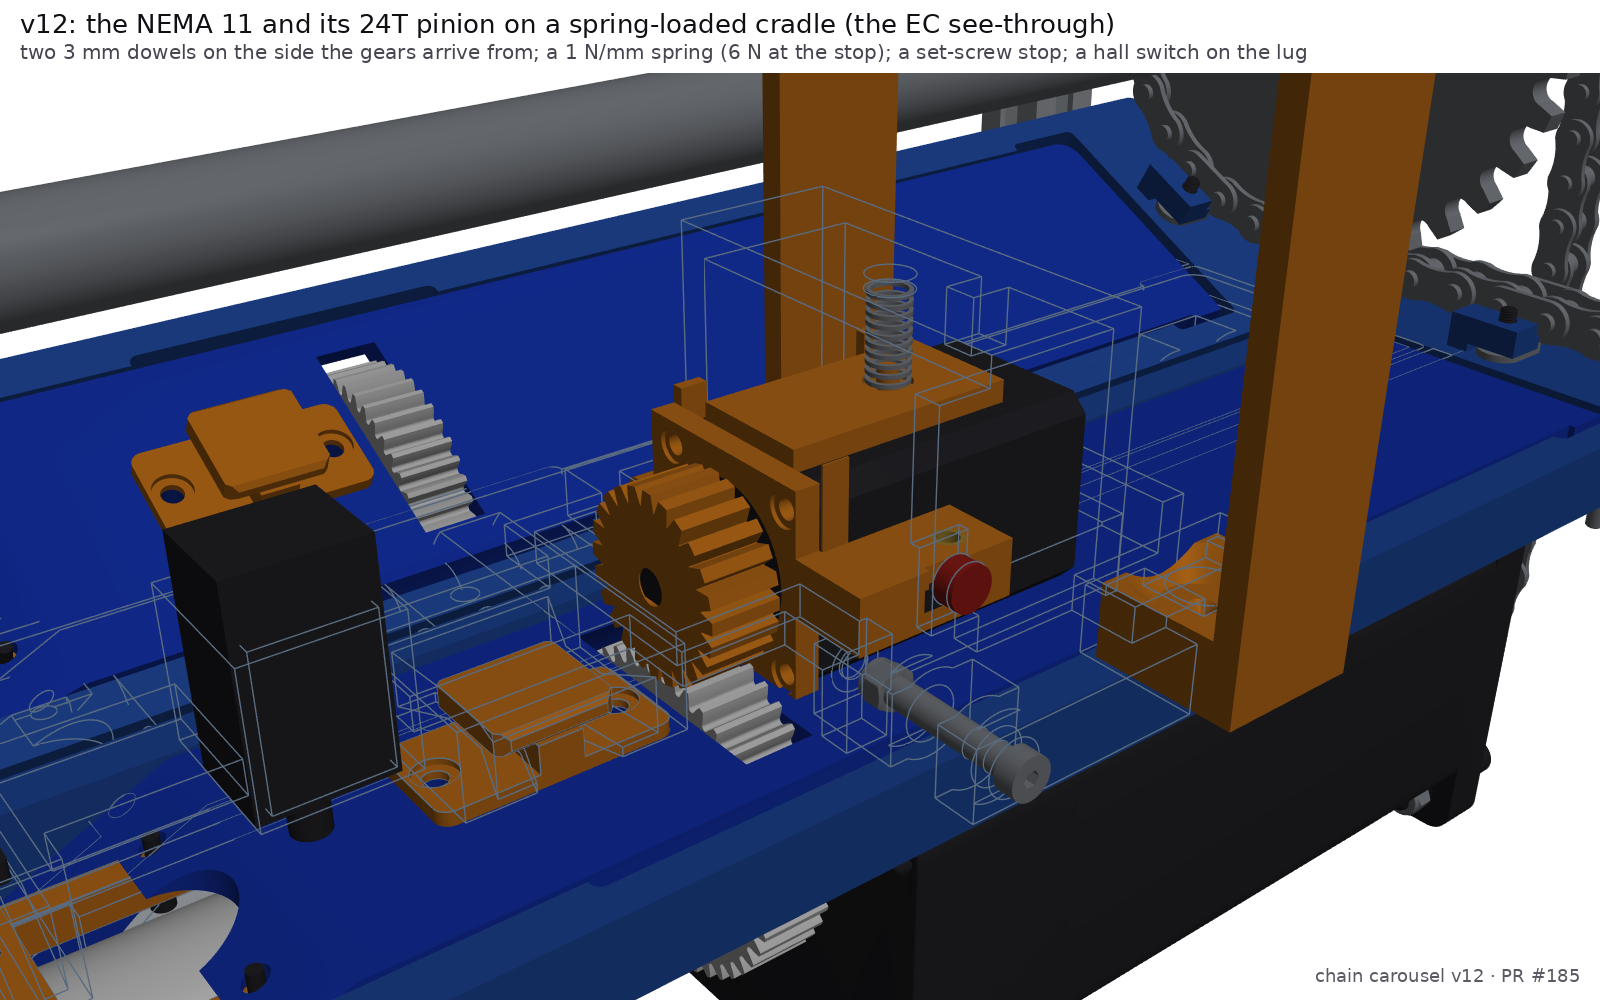 v12: the NEMA 11 and its 24T pinion on a spring-loaded cradle (the EC see-through)
two 3 mm dowels on the side the gears arrive from; a 1 N/mm spring (6 N at the stop); a set-screw stop; a hall switch on the lug
chain carousel v12 · PR #185